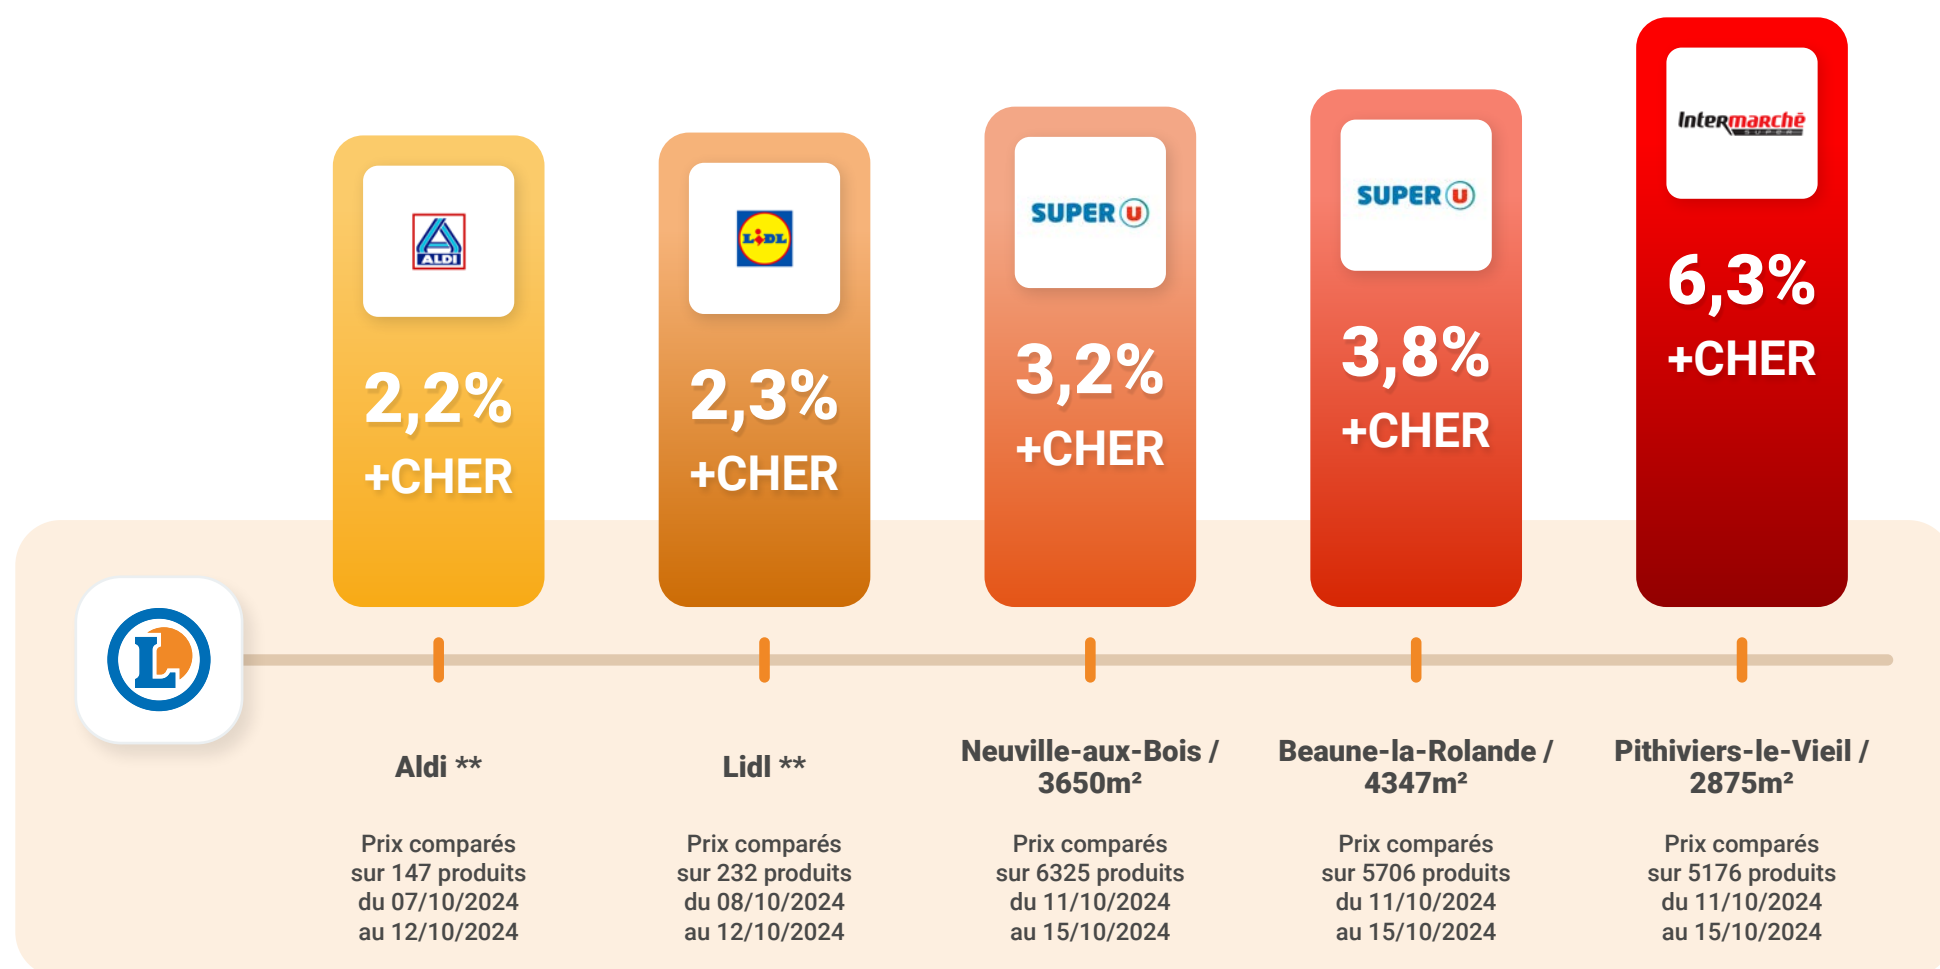 ALDI
2,2%
+CHER
LIDL
2,3%
+CHER
SUPER U
3,2%
+CHER
SUPER U
3,8%
+CHER
Intermarchē
SUPER
6,3%
+CHER
L
Aldi **
Prix comparés
sur 147 produits
du 07/10/2024
au 12/10/2024
Lidl **
Prix comparés
sur 232 produits
du 08/10/2024
au 12/10/2024
Neuville-aux-Bois /
3650m²
Prix comparés
sur 6325 produits
du 11/10/2024
au 15/10/2024
Beaune-la-Rolande /
4347m²
Prix comparés
sur 5706 produits
du 11/10/2024
au 15/10/2024
Pithiviers-le-Vieil /
2875m²
Prix comparés
sur 5176 produits
du 11/10/2024
au 15/10/2024